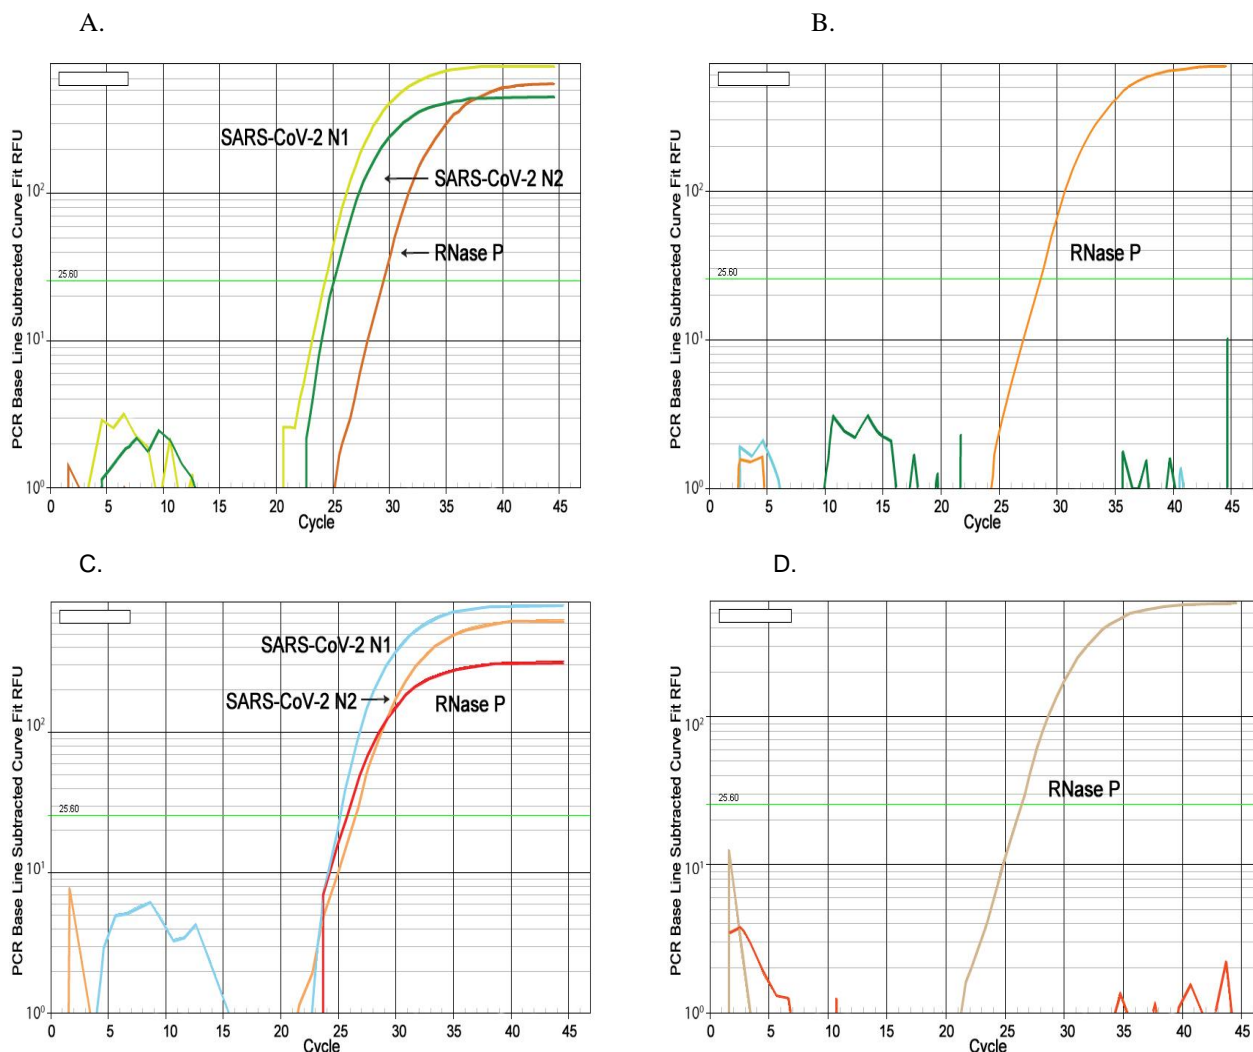 A.
PCR Base Line Subtracted Curve Fit RFU
10²
10¹
10⁰
25.60
SARS-CoV-2 N1
SARS-CoV-2 N2
RNase P
0 5 10 15 20 25 30 35 40 45
Cycle
B.
PCR Base Line Subtracted Curve Fit RFU
10²
10¹
10⁰
25.60
RNase P
0 5 10 15 20 25 30 35 40 45
Cycle
C.
PCR Base Line Subtracted Curve Fit RFU
10²
10¹
10⁰
25.60
SARS-CoV-2 N1
SARS-CoV-2 N2
RNase P
0 5 10 15 20 25 30 35 40 45
Cycle
D.
PCR Base Line Subtracted Curve Fit RFU
10²
10¹
10⁰
25.60
RNase P
0 5 10 15 20 25 30 35 40 45
Cycle